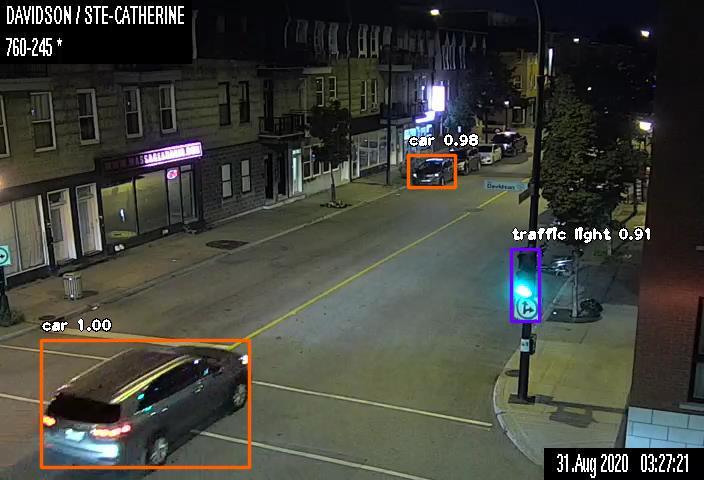 DAVIDSON / STE-CATHERINE
760-245 *
car 0.98
Davidson
traffic light 0.91
car 1.00
31.Aug 2020 03:27:21